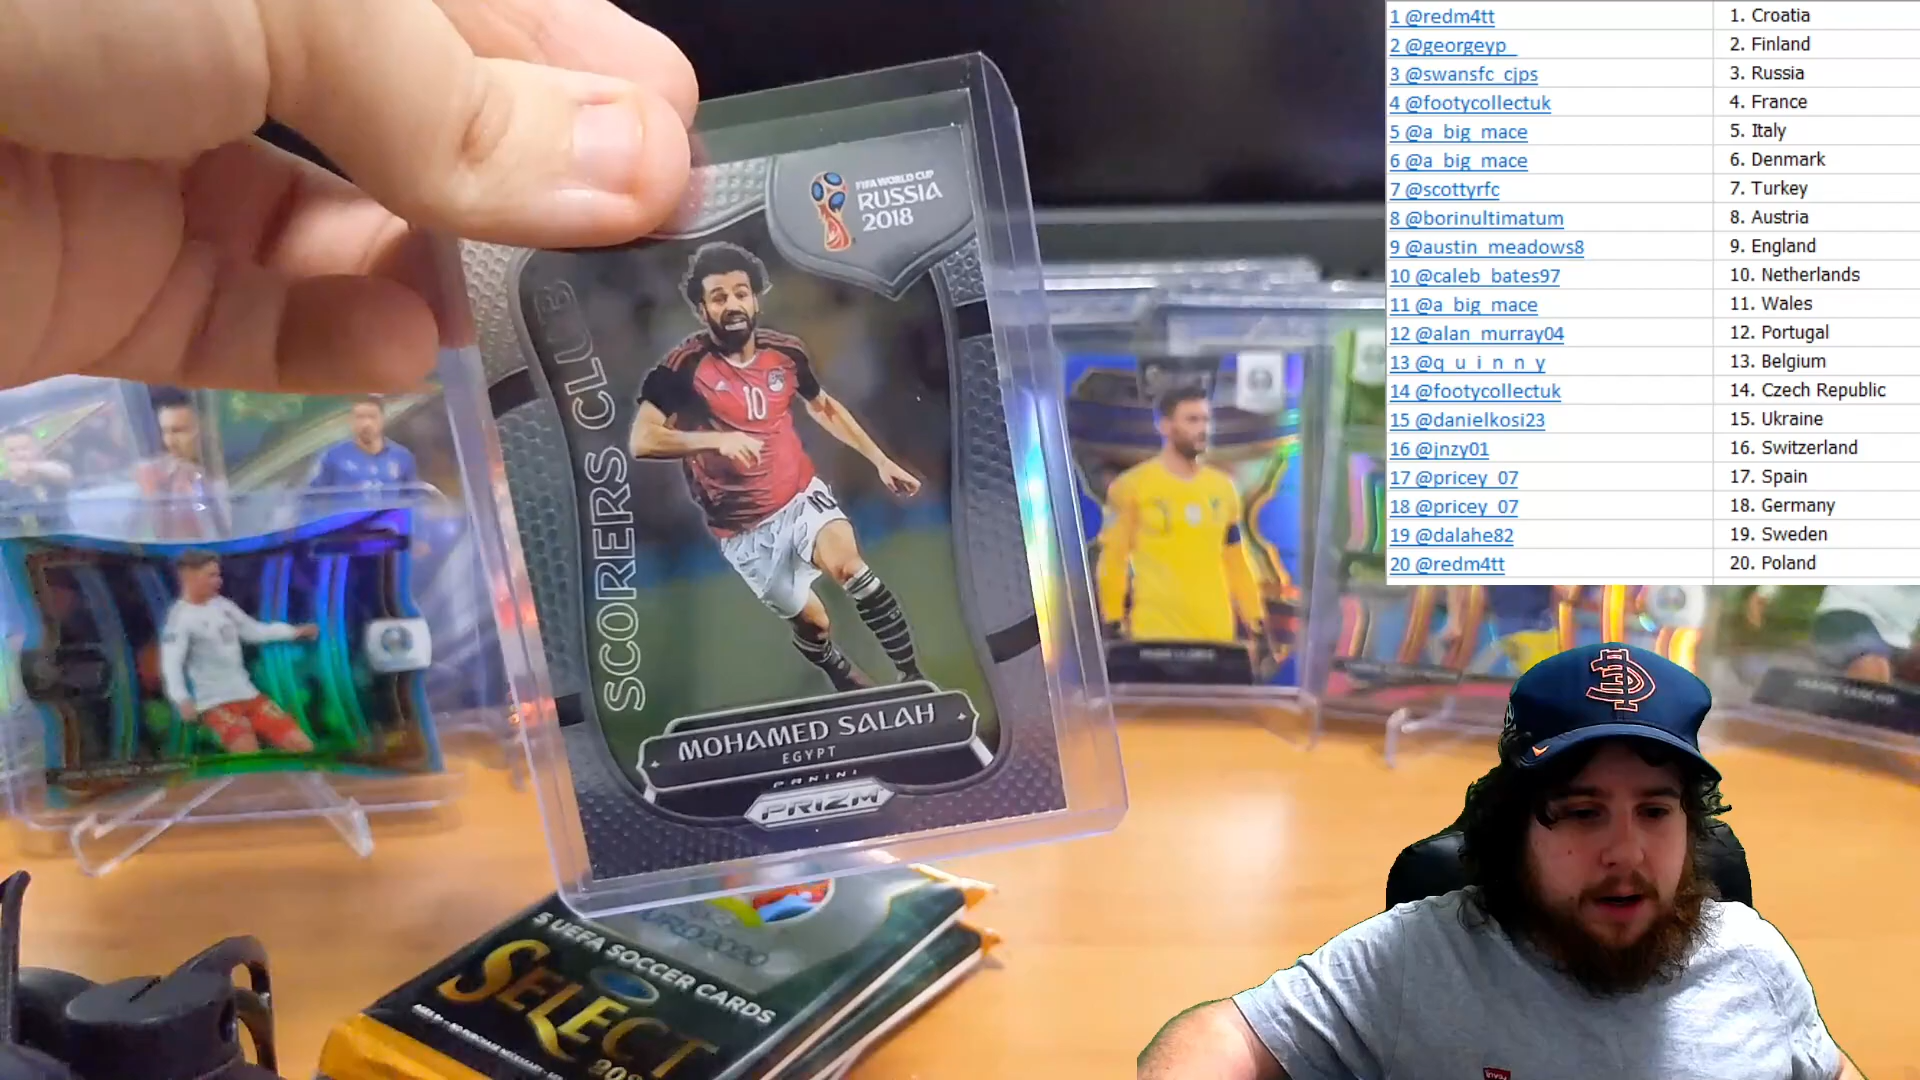 1 @redm4tt
1. Croatia
2 @georgeyp_
2. Finland
3 @swansfc_cjps
3. Russia
4 @footycollectuk
4. France
5 @a_big_mace
5. Italy
6 @a_big_mace
6. Denmark
7 @scottyrfc
7. Turkey
8 @borinultimatum
8. Austria
9 @austin_meadows8
9. England
10 @caleb_bates97
10. Netherlands
11 @a_big_mace
11. Wales
12 @alan_murray04
12. Portugal
13 @q_u_i_n_n_y
13. Belgium
14 @footycollectuk
14. Czech Republic
15 @danielkosi23
15. Ukraine
16 @jnzy01
16. Switzerland
17 @pricey_07
17. Spain
18 @pricey_07
18. Germany
19 @dalahe82
19. Sweden
20 @redm4tt
20. Poland
FIFA WORLD CUP
RUSSIA
2018
SCORERS CLUB
10
10
MOHAMED SALAH
EGYPT
PANINI
PRIZM
5 UEFA SOCCER CARDS
SELECT